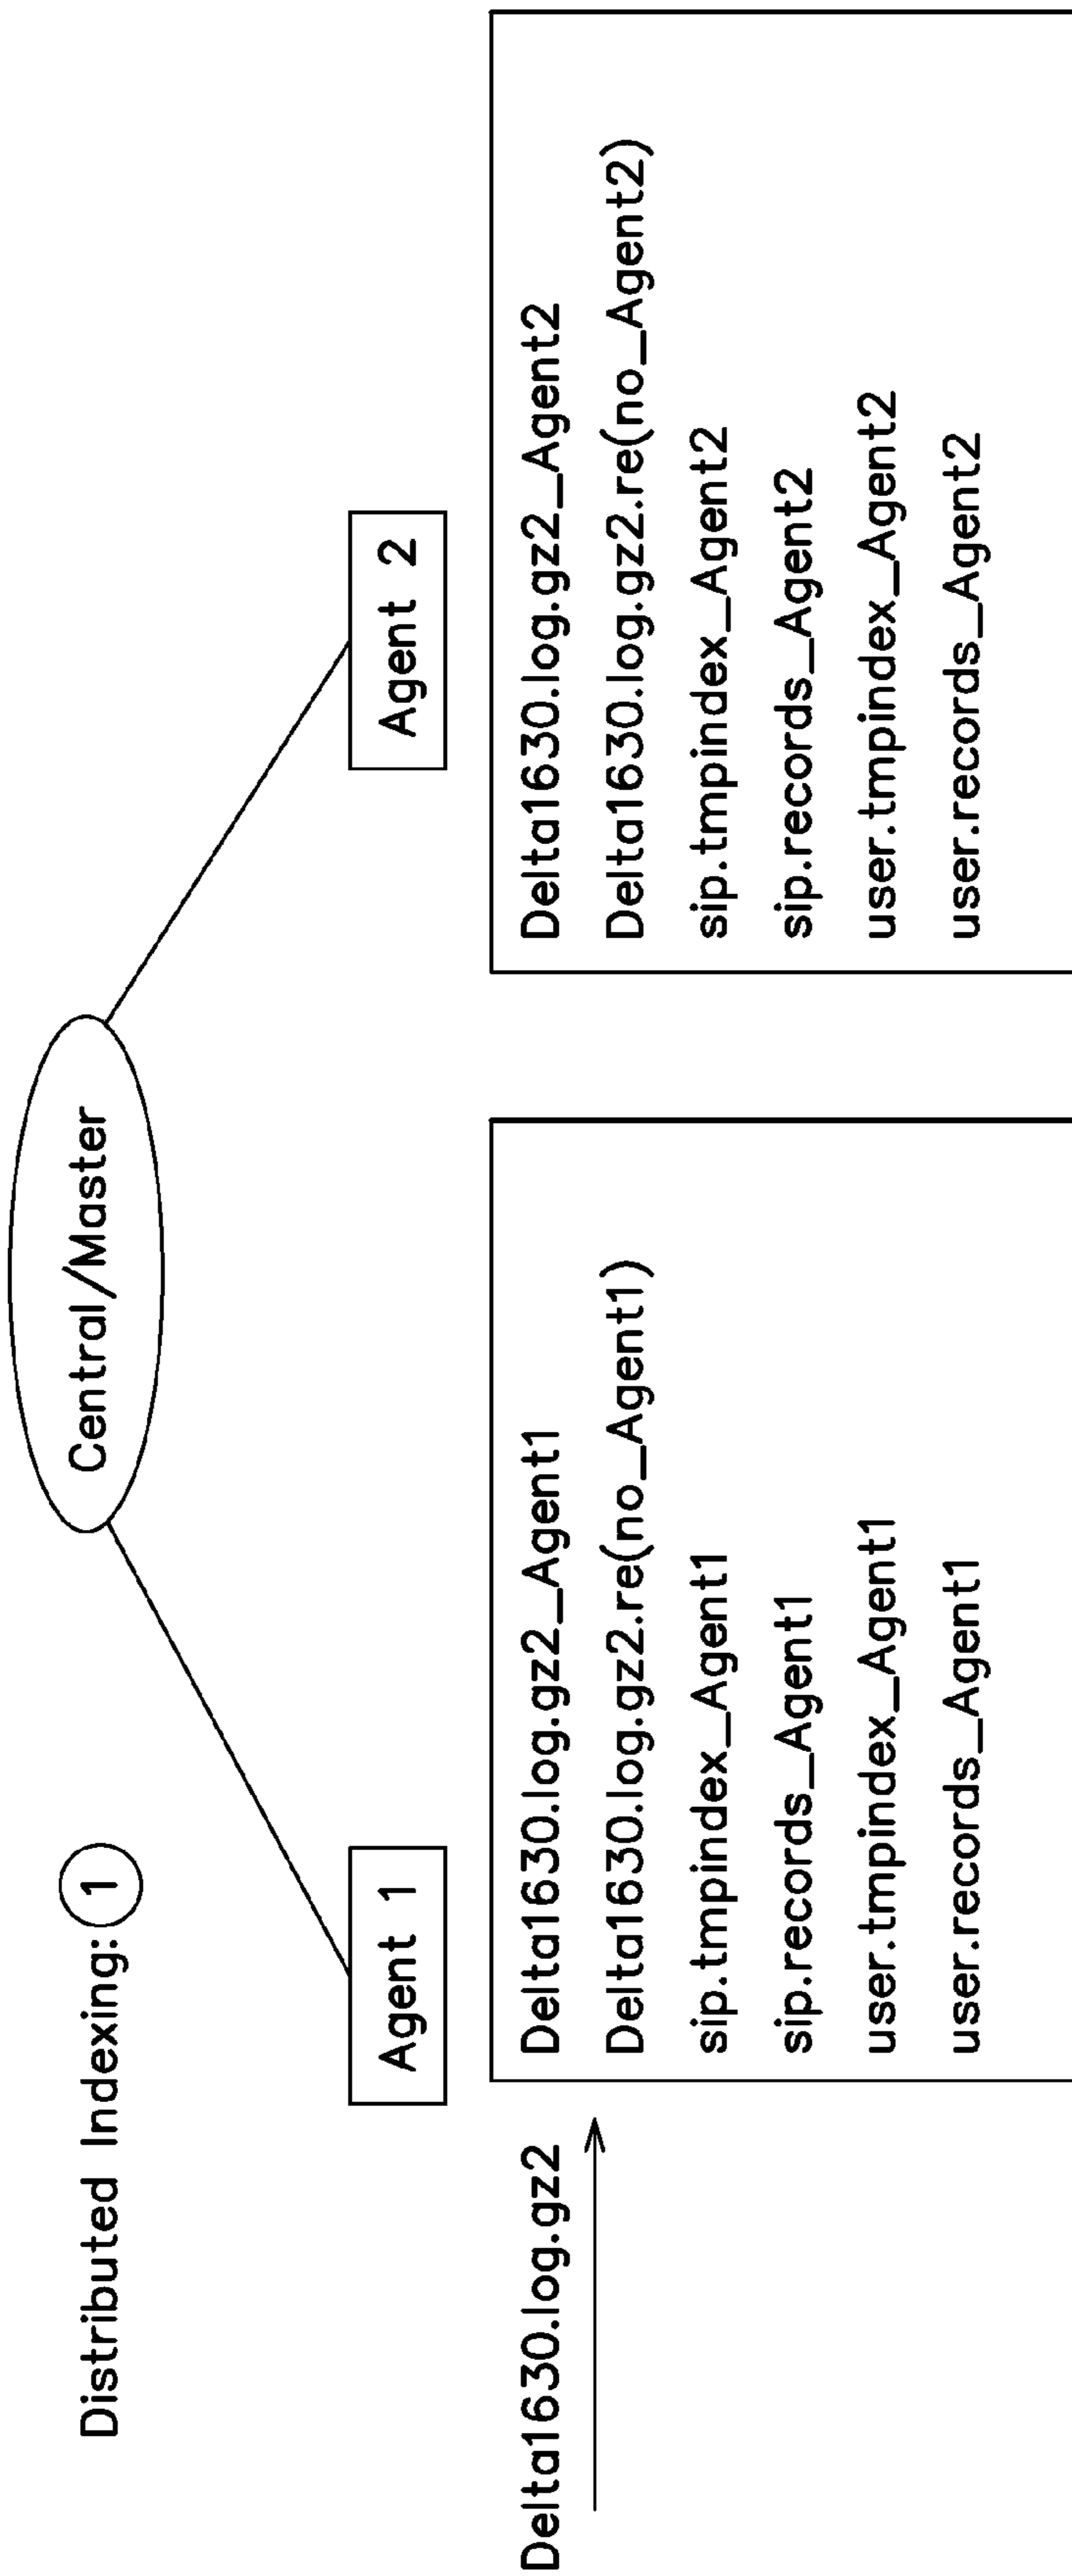 Distributed Indexing: 1
Central/Master
Agent 1
Agent 2
Delta1630.log.gz2
Delta1630.log.gz2_Agent1
Delta1630.log.gz2.re(no_Agent1)
sip.tmpindex_Agent1
sip.records_Agent1
user.tmpindex_Agent1
user.records_Agent1
Delta1630.log.gz2_Agent2
Delta1630.log.gz2.re(no_Agent2)
sip.tmpindex_Agent2
sip.records_Agent2
user.tmpindex_Agent2
user.records_Agent2